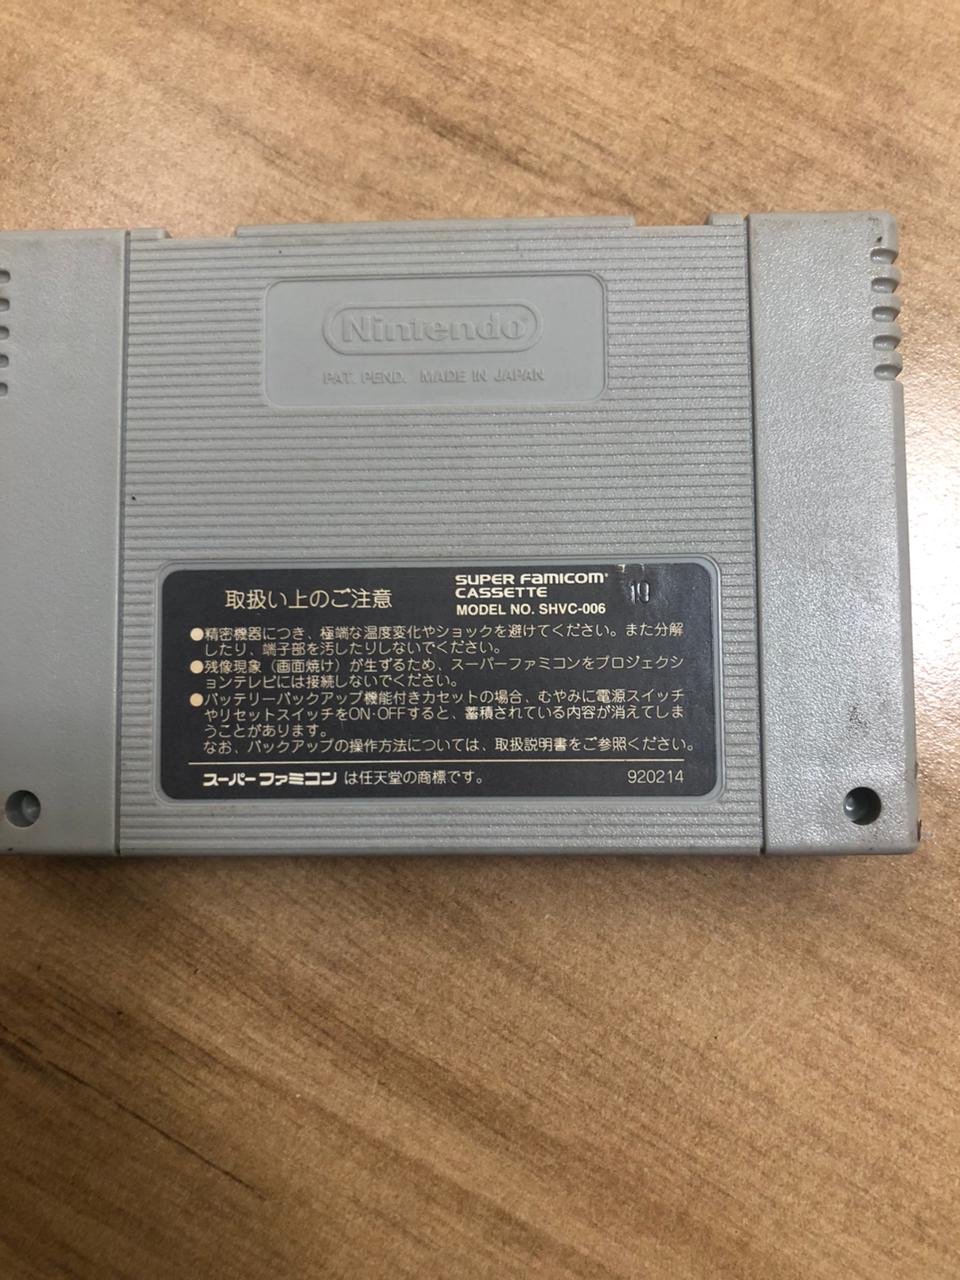 Nintendo®
PAT. PEND. MADE IN JAPAN
取扱い上のご注意
SUPER FAMICOM®
CASSETTE
MODEL NO. SHVC-006
10
●精密機器につき、極端な温度変化やショックを避けてください。また分解
したり、端子部を汚したりしないでください。
●残像現象（画面焼け）が生ずるため、スーパーファミコンをプロジェクシ
ョンテレビには接続しないでください。
●バッテリーバックアップ機能付きカセットの場合、むやみに電源スイッチ
やリセットスイッチをON·OFFすると、蓄積されている内容が消えてしま
うことがあります。
なお、バックアップの操作方法については、取扱説明書をご参照ください。
スーパーファミコン は任天堂の商標です。
920214